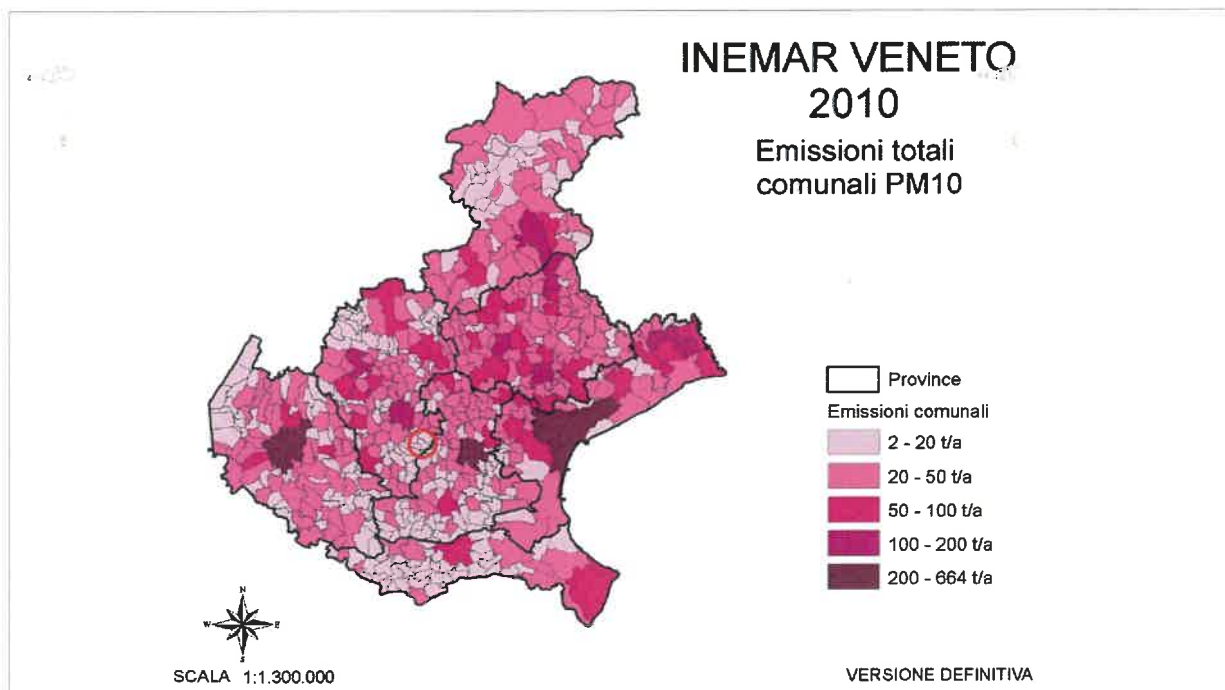 INEMAR VENETO
2010
Emissioni totali
comunali PM10
Province
Emissioni comunali
2 - 20 t/a
20 - 50 t/a
50 - 100 t/a
100 - 200 t/a
200 - 664 t/a
N
W
E
S
SCALA 1:1.300.000
VERSIONE DEFINITIVA